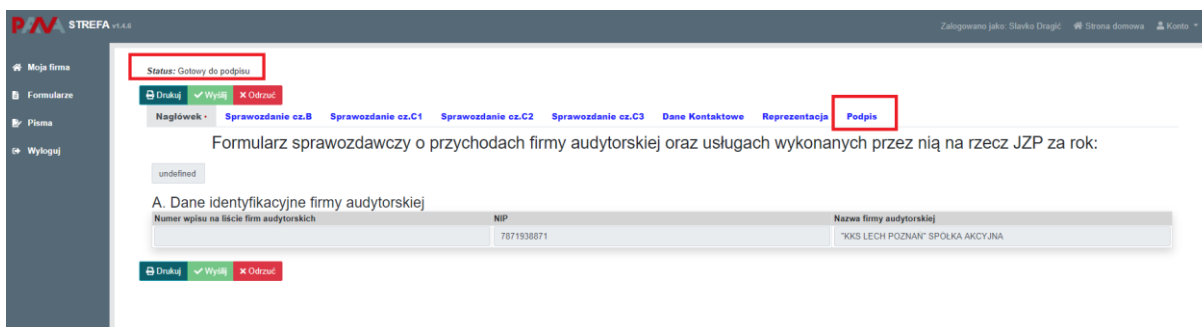 PANA STREFA v1.4.6 Zalogowano jako: Slavko Dragić Strona domowa Konto
Moja firma
Formularze
Pisma
Wyloguj
Status: Gotowy do podpisu
Drukuj Wyślij Odrzuć
Nagłówek Sprawozdanie cz.B Sprawozdanie cz.C1 Sprawozdanie cz.C2 Sprawozdanie cz.C3 Dane Kontaktowe Reprezentacja Podpis
Formularz sprawozdawczy o przychodach firmy audytorskiej oraz usługach wykonanych przez nią na rzecz JZP za rok:
undefined
A. Dane identyfikacyjne firmy audytorskiej
Numer wpisu na liście firm audytorskich NIP Nazwa firmy audytorskiej
7871938871 "KKS LECH POZNAN" SPÓŁKA AKCYJNA
Drukuj Wyślij Odrzuć